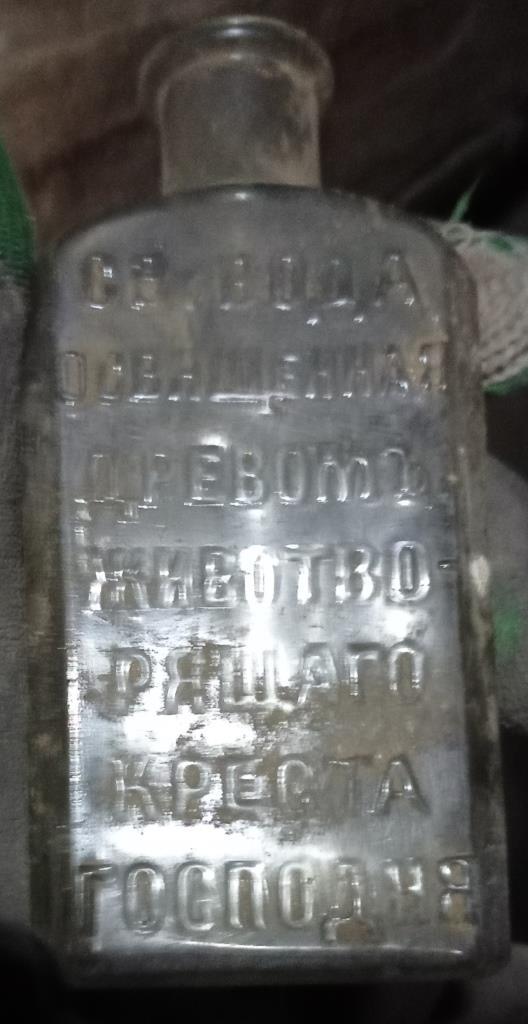 СВ. ВОДА
ОСВЯЩЕННАЯ
ДРЕВОМЪ
ЖИВОТВО-
РЯЩАГО
КРЕСТА
ГОСПОДНЯ